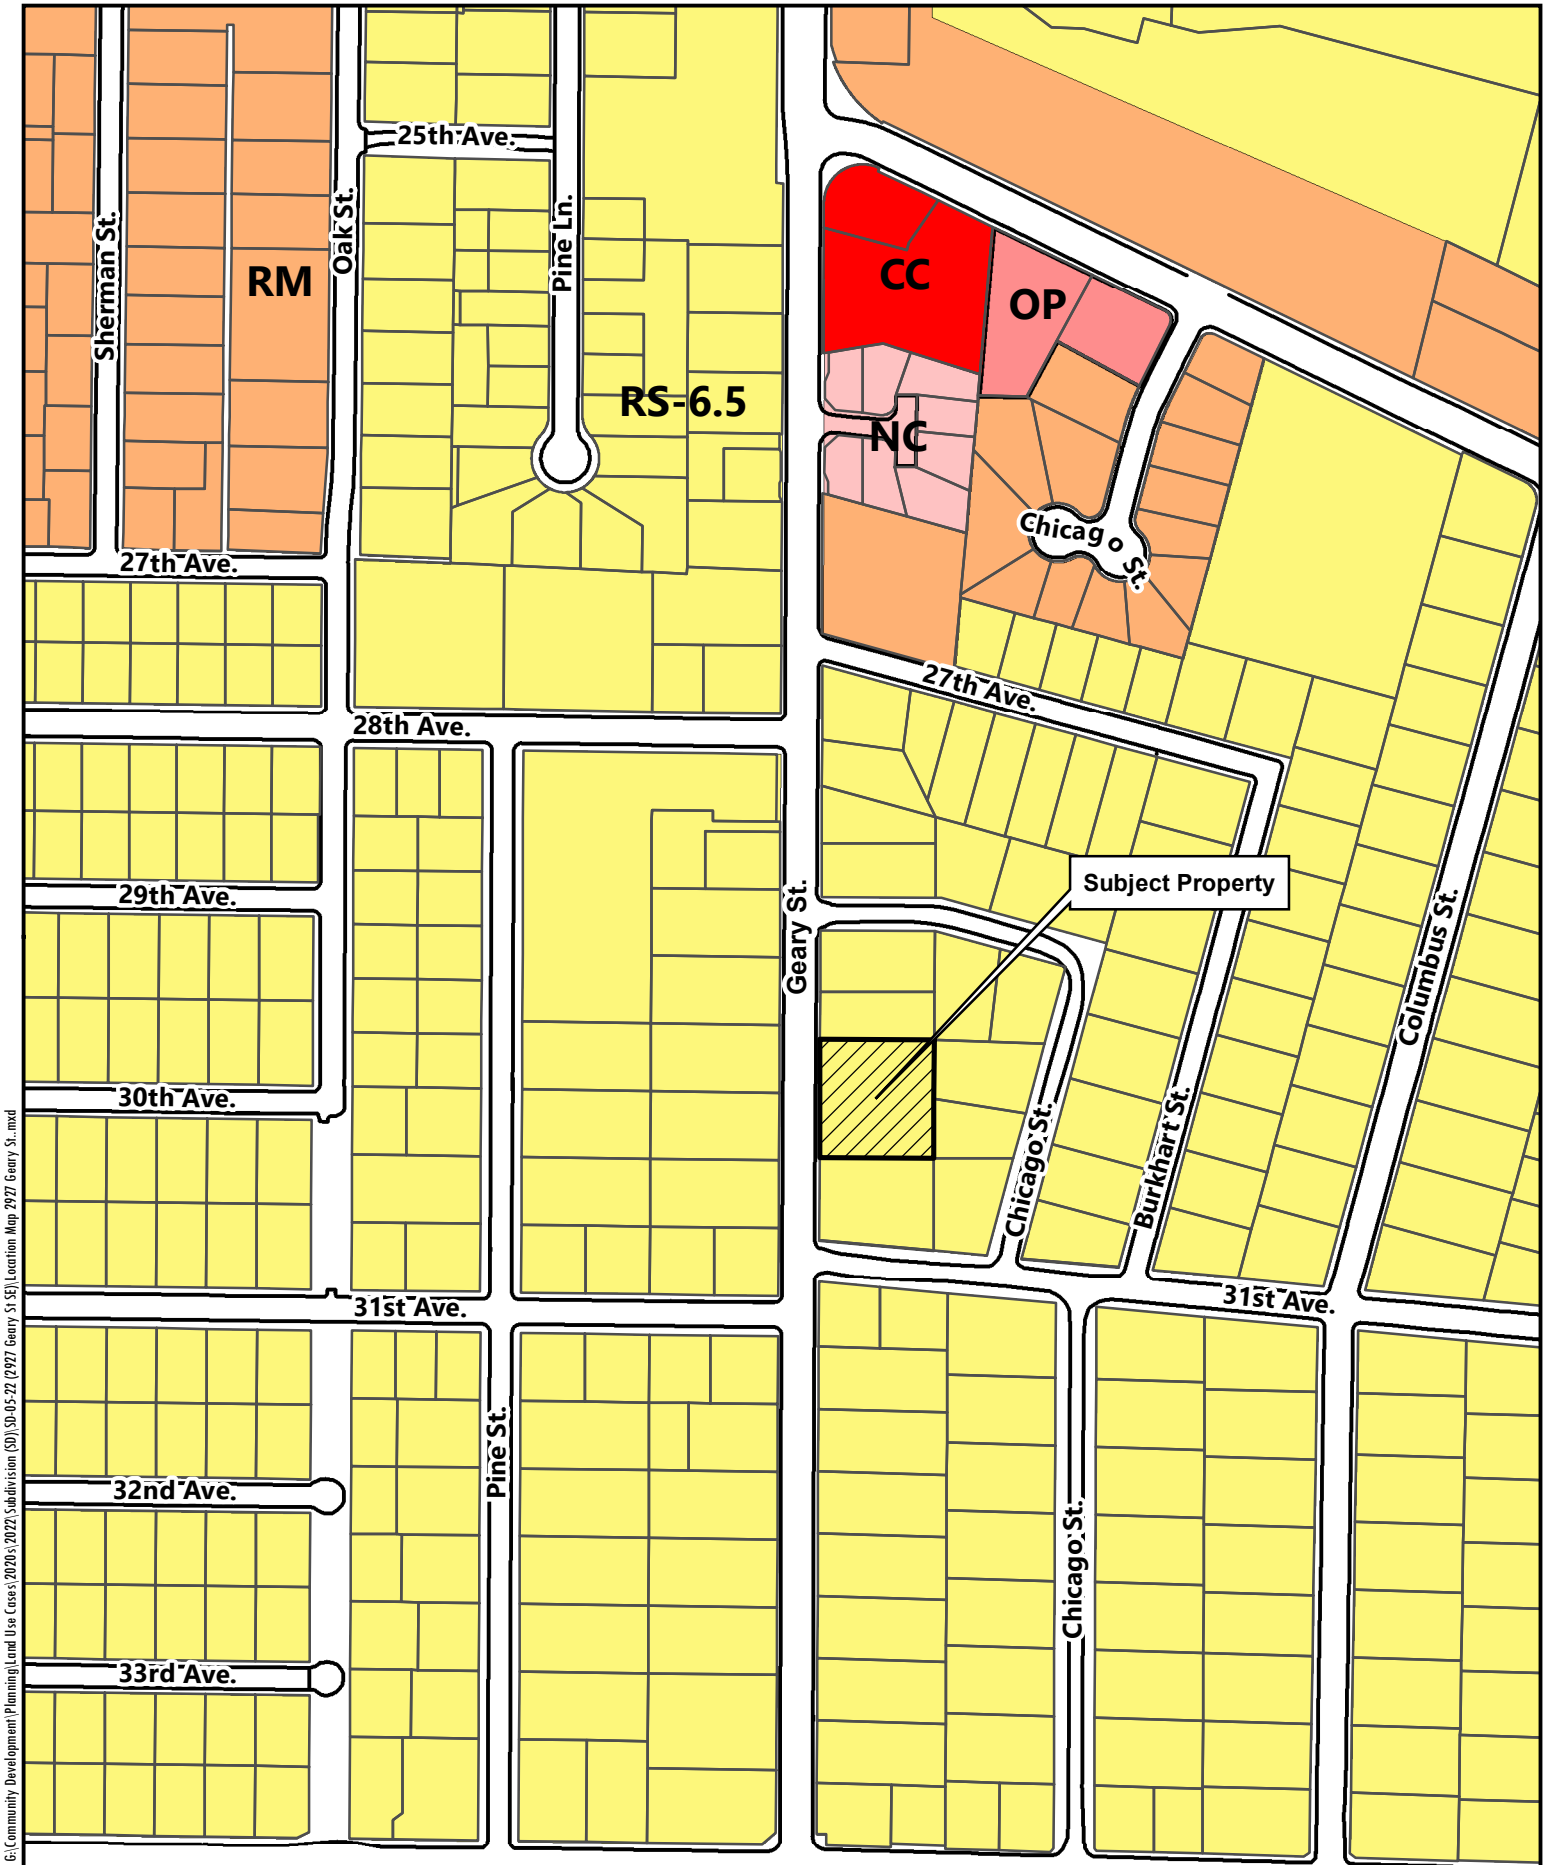 25th Ave.
Sherman St.
Oak St.
Pine Ln.
RM
CC
OP
RS-6.5
NC
Chicago St.
27th Ave.
27th Ave.
28th Ave.
Subject Property
29th Ave.
Geary St.
Columbus St.
30th Ave.
Chicago St.
Burkhart St.
31st Ave.
31st Ave.
Pine St.
32nd Ave.
Chicago St.
33rd Ave.
G:\Community Development\Planning\Land Use Cases\2020s\2022\Subdivision (SD)\SD-05-22 (2927 Geary St SE)\Location Map 2927 Geary St..mxd